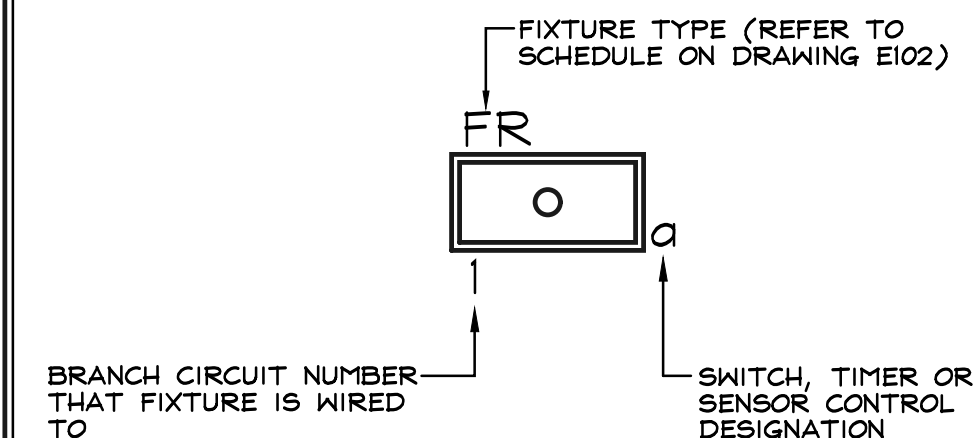 FIXTURE TYPE (REFER TO
SCHEDULE ON DRAWING E102)
FR
a
1
BRANCH CIRCUIT NUMBER
THAT FIXTURE IS WIRED
TO
SWITCH, TIMER OR
SENSOR CONTROL
DESIGNATION